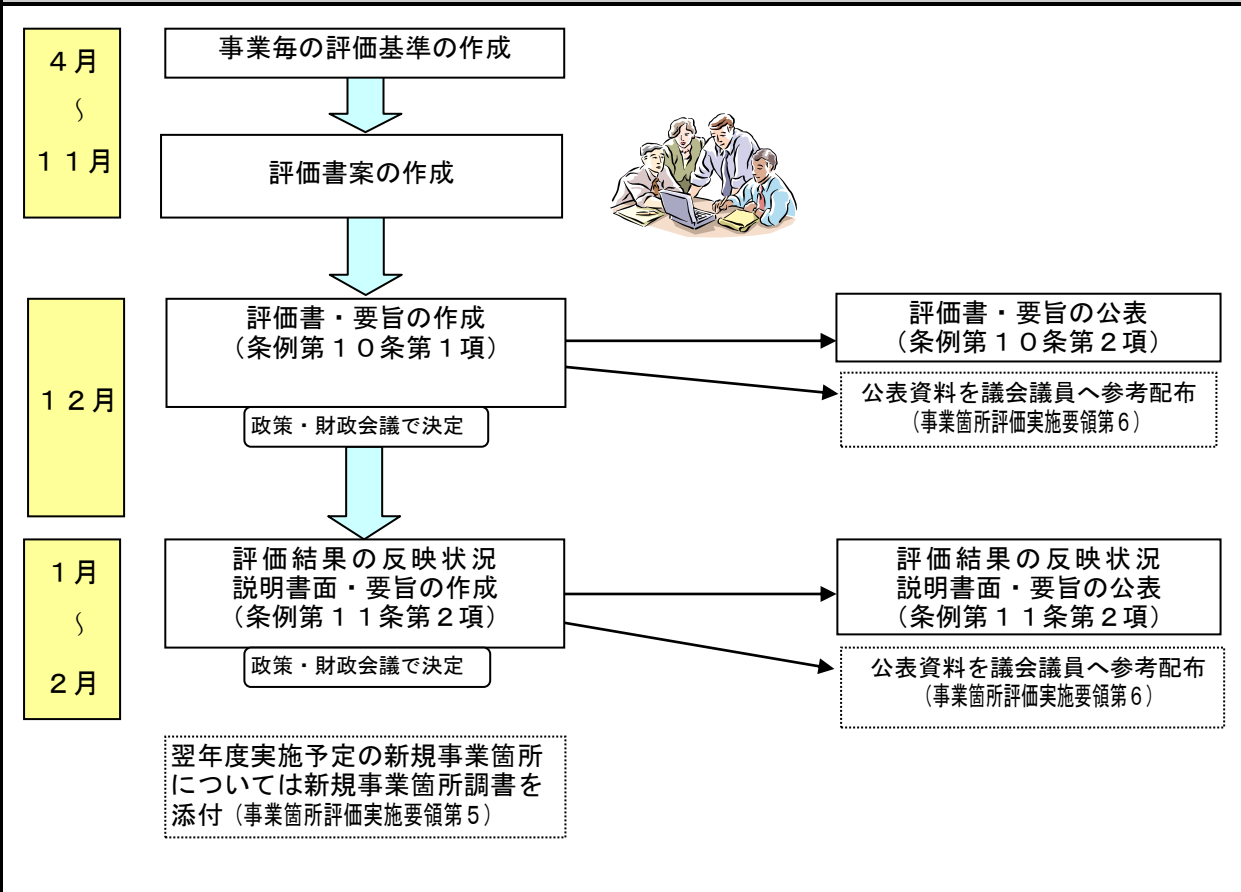 ４月
～
１１月
事業毎の評価基準の作成
評価書案の作成
１２月
評価書・要旨の作成
（条例第１０条第１項）
政策・財政会議で決定
評価書・要旨の公表
（条例第１０条第２項）
公表資料を議会議員へ参考配布
（事業箇所評価実施要領第６）
１月
～
２月
評価結果の反映状況
説明書面・要旨の作成
（条例第１１条第２項）
政策・財政会議で決定
評価結果の反映状況
説明書面・要旨の公表
（条例第１１条第２項）
公表資料を議会議員へ参考配布
（事業箇所評価実施要領第６）
翌年度実施予定の新規事業箇所
については新規事業箇所調書を
添付（事業箇所評価実施要領第５）